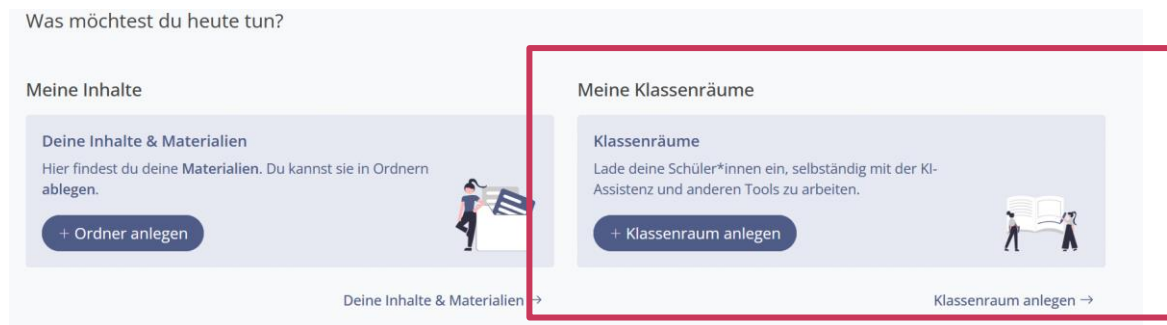 Was möchtest du heute tun?
Meine Inhalte
Deine Inhalte & Materialien
Hier findest du deine Materialien. Du kannst sie in Ordnern
ablegen.
+ Ordner anlegen
Deine Inhalte & Materialien →
Meine Klassenräume
Klassenräume
Lade deine Schüler*innen ein, selbständig mit der KI-
Assistenz und anderen Tools zu arbeiten.
+ Klassenraum anlegen
Klassenraum anlegen →